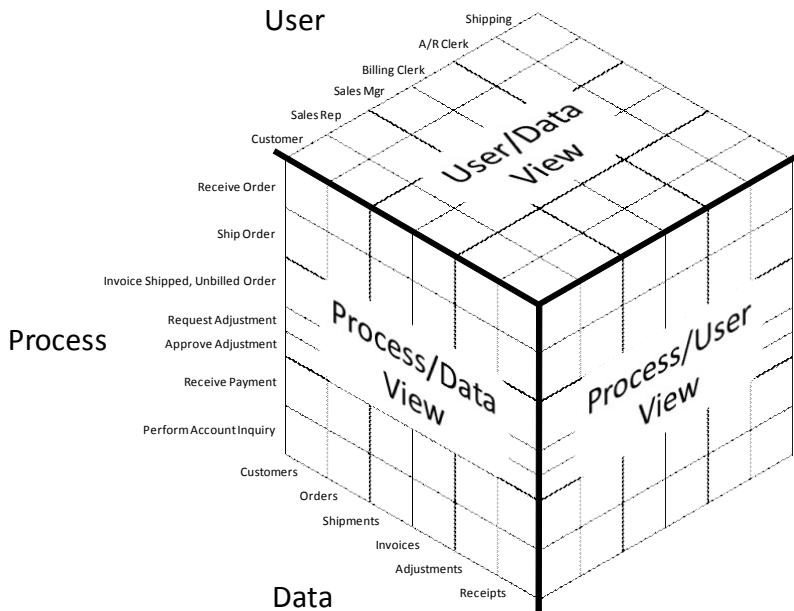 User
Shipping
A/R Clerk
Billing Clerk
Sales Mgr
Sales Rep
Customer
User/Data
View
Receive Order
Ship Order
Invoice Shipped, Unbilled Order
Request Adjustment
Approve Adjustment
Receive Payment
Perform Account Inquiry
Process
Process/Data
View
Process/User
View
Customers
Orders
Shipments
Invoices
Adjustments
Receipts
Data